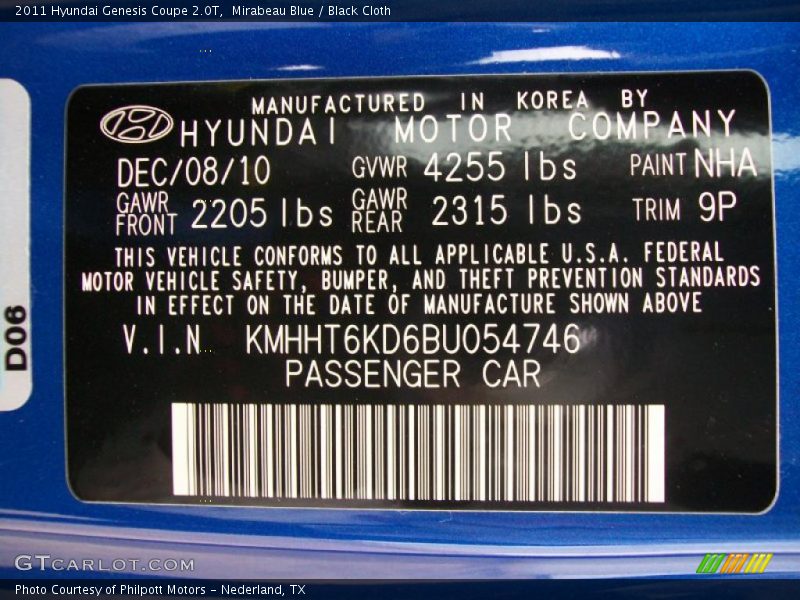 2011 Hyundai Genesis Coupe 2.0T, Mirabeau Blue / Black Cloth
MANUFACTURED IN KOREA BY
HYUNDAI MOTOR COMPANY
DEC/08/10 GVWR 4255 lbs PAINT NHA
GAWR FRONT 2205 lbs GAWR REAR 2315 lbs TRIM 9P
THIS VEHICLE CONFORMS TO ALL APPLICABLE U.S.A. FEDERAL
MOTOR VEHICLE SAFETY, BUMPER, AND THEFT PREVENTION STANDARDS
IN EFFECT ON THE DATE OF MANUFACTURE SHOWN ABOVE
V.I.N KMHHT6KD6BU054746
PASSENGER CAR
D06
GTCARLOT.COM
Photo Courtesy of Philpott Motors - Nederland, TX